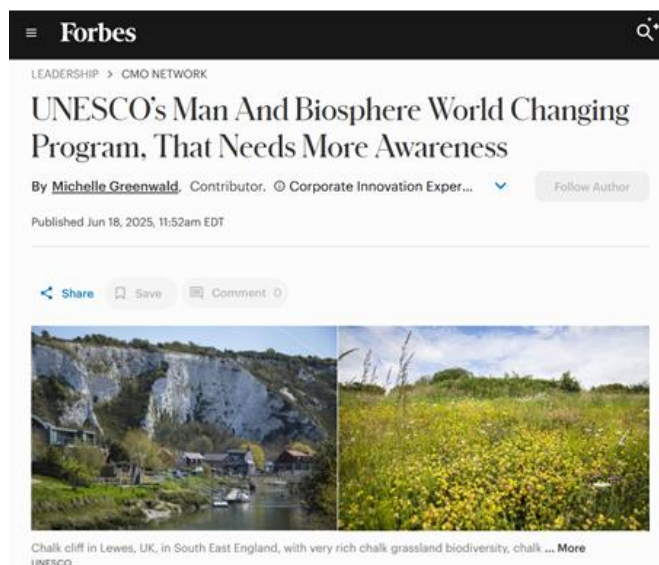 Forbes
LEADERSHIP > CMO NETWORK
UNESCO's Man And Biosphere World Changing
Program, That Needs More Awareness
By Michelle Greenwald, Contributor. ⓘ Corporate Innovation Exper...
Follow Author
Published Jun 18, 2025, 11:52am EDT
Share
Save
Comment 0
Chalk cliff in Lewes, UK, in South East England, with very rich chalk grassland biodiversity, chalk ... More
UNESCO